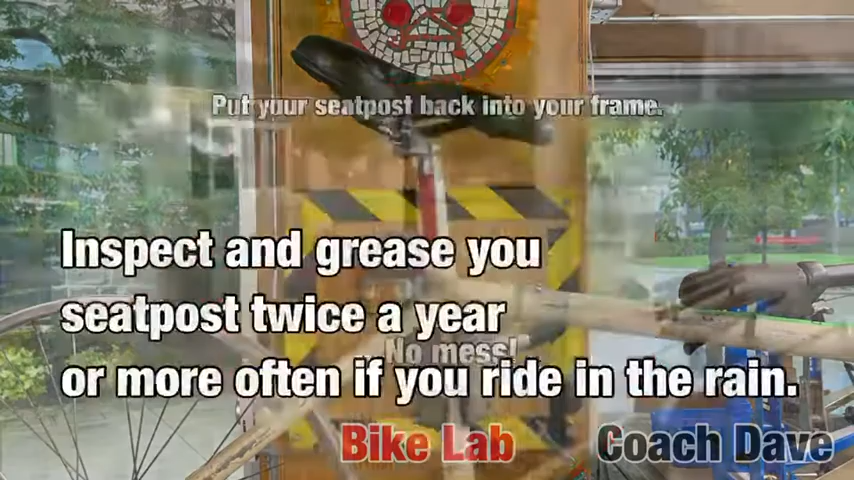 Put your seatpost back into your frame.
Inspect and grease you
seatpost twice a year
No mess!
or more often if you ride in the rain.
Bike Lab Coach Dave